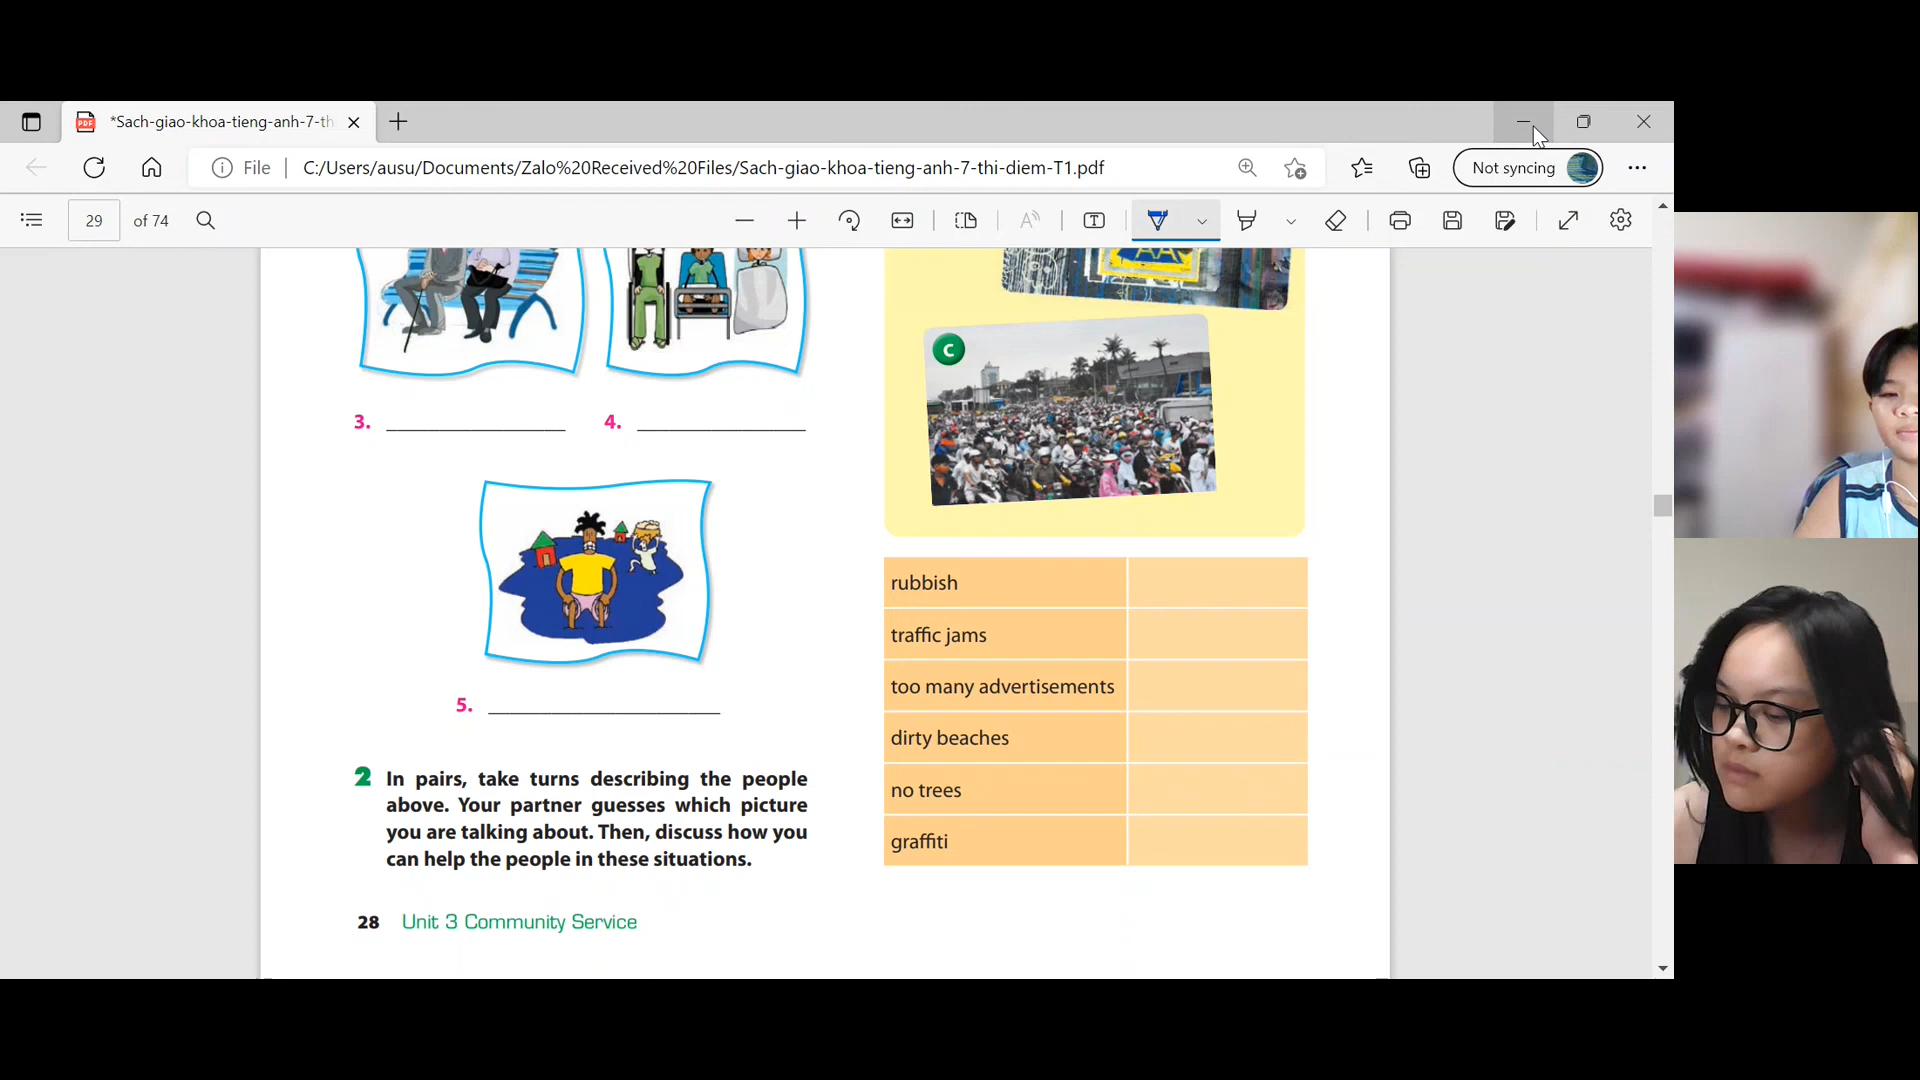 *Sach-giao-khoa-tieng-anh-7-th
File
C:/Users/ausu/Documents/Zalo%20Received%20Files/Sach-giao-khoa-tieng-anh-7-thi-diem-T1.pdf
Not syncing
29 of 74
AA
C
3. ________________ 4. ________________
5. ______________________
2 In pairs, take turns describing the people
above. Your partner guesses which picture
you are talking about. Then, discuss how you
can help the people in these situations.
rubbish
traffic jams
too many advertisements
dirty beaches
no trees
graffiti
28 Unit 3 Community Service